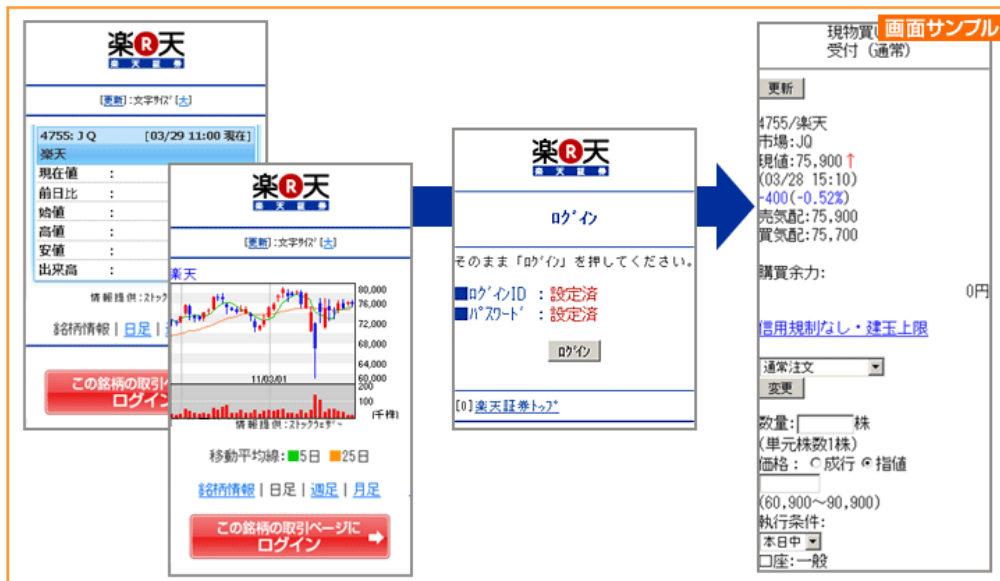 画面サンプル
楽R天
楽天証券
[更新]:文字ｻｲｽﾞ[大]
4755: J Q [03/29 11:00 現在]
楽天
現在値 :
前日比 :
始値 :
高値 :
安値 :
出来高 :
情報提供:ｽﾄｯｸ
銘柄情報 | 日足 |
この銘柄の取引
ログイン
楽R天
楽天証券
[更新]:文字ｻｲｽﾞ[大]
楽天
80,000
76,000
72,000
68,000
64,000
60,000
11/03/01
200
100
(千株)
情報提供:ｽﾄｯｸｳｪｻﾞｰ
移動平均線:■5日 ■25日
銘柄情報 | 日足 | 週足 | 月足
この銘柄の取引ページに
ログイン
楽R天
楽天証券
ﾛｸﾞｲﾝ
そのまま「ﾛｸﾞｲﾝ」を押してください。
■ﾛｸﾞｲﾝID : 設定済
■ﾊﾟｽﾜｰﾄﾞ : 設定済
ﾛｸﾞｲﾝ
[0]楽天証券ﾄｯﾌﾟ
現物買
受付 (通常)
更新
4755/楽天
市場:JQ
現値:75,900↑
(03/28 15:10)
-400(-0.52%)
売気配:75,900
買気配:75,700
購買余力:
0円
信用規制なし・建玉上限
通常注文
変更
数量: 株
(単元株数1株)
価格: ○成行 ◉指値
(60,900～90,900)
執行条件:
本日中
口座:一般